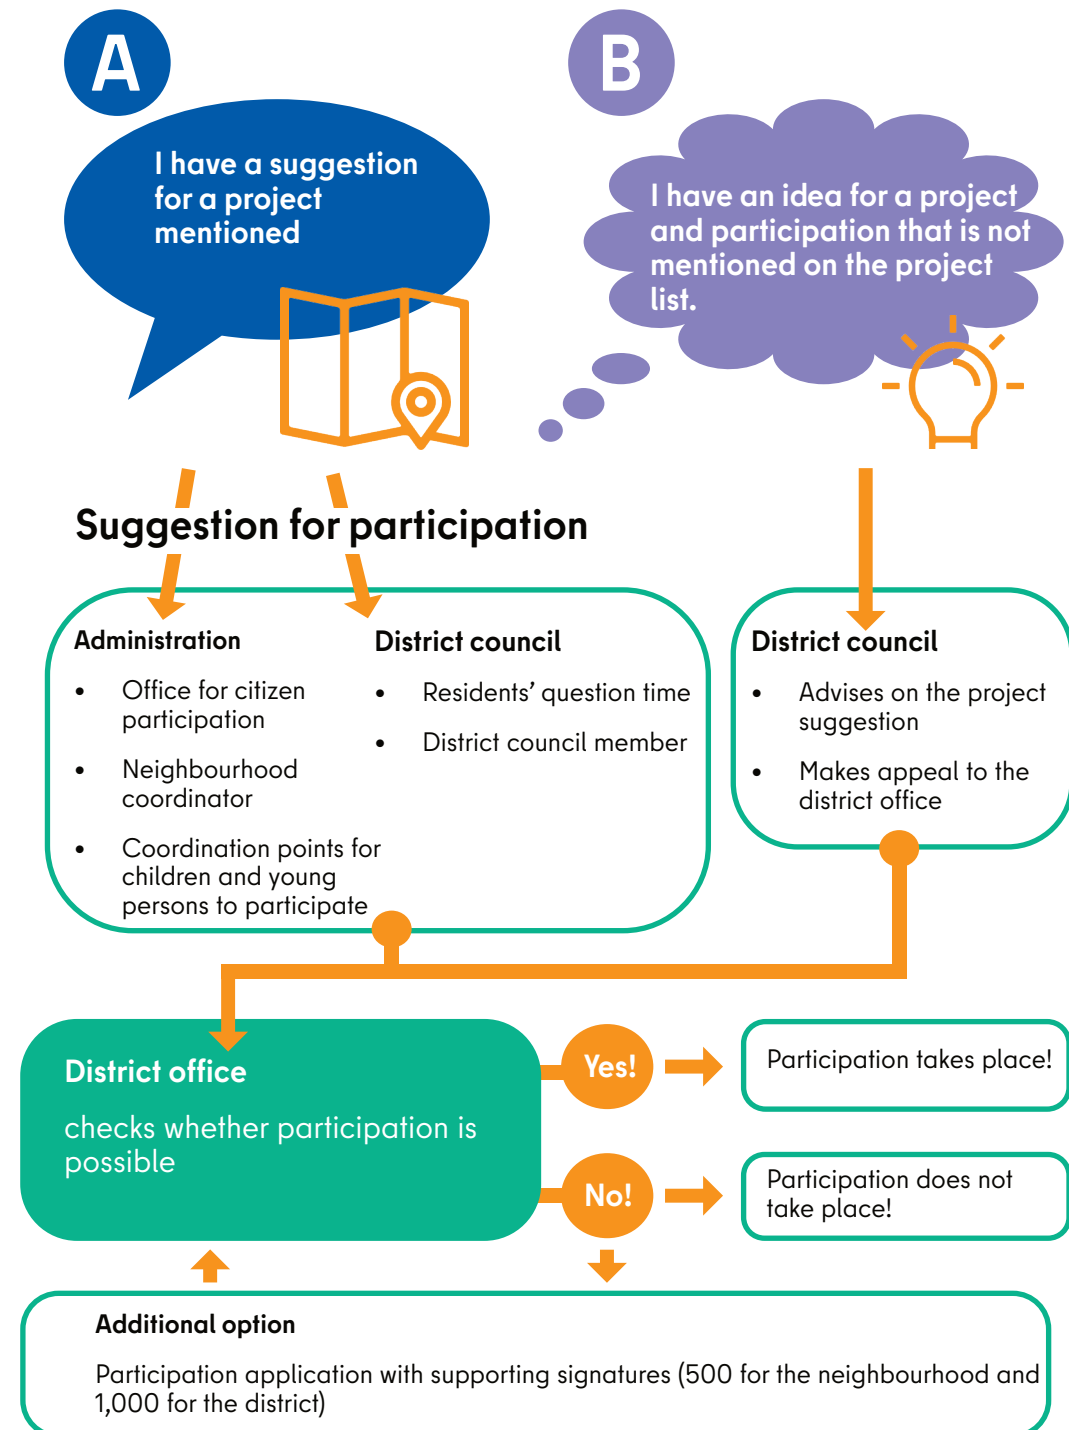 A
I have a suggestion
for a project
mentioned
B
I have an idea for a project
and participation that is not
mentioned on the project
list.
Suggestion for participation
Administration
• Office for citizen
participation
• Neighbourhood
coordinator
• Coordination points for
children and young
persons to participate
District council
• Residents’ question time
• District council member
District council
• Advises on the project
suggestion
• Makes appeal to the
district office
District office
checks whether participation is
possible
Yes!
Participation takes place!
No!
Participation does not
take place!
Additional option
Participation application with supporting signatures (500 for the neighbourhood and
1,000 for the district)